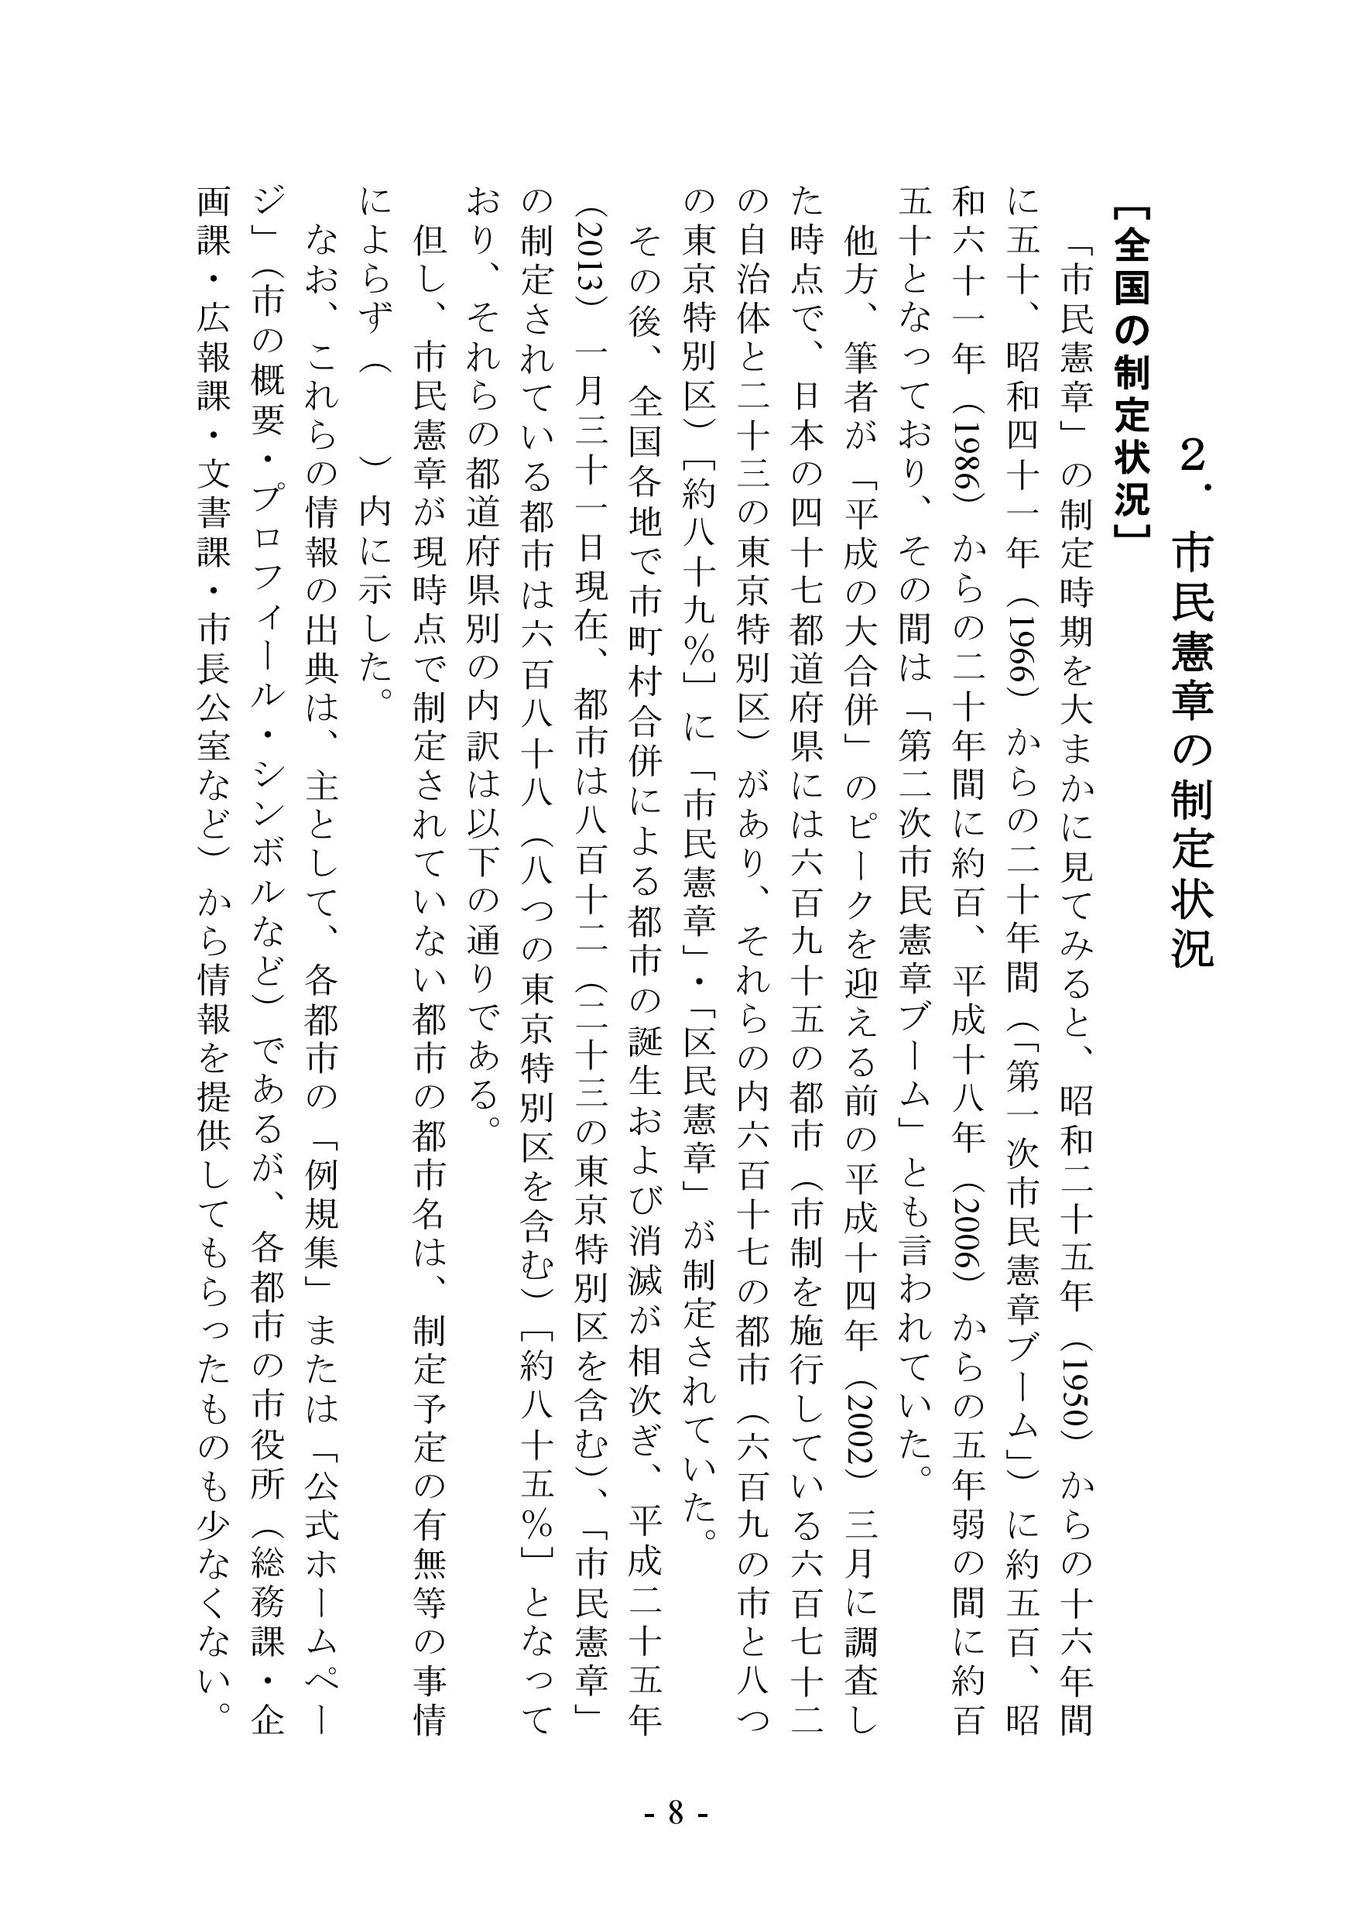 ２．市民憲章の制定状況
［全国の制定状況］
「市民憲章」の制定時期を大まかに見てみると、昭和二十五年（1950）からの十六年間
に五十、昭和四十一年（1966）からの二十年間（「第一次市民憲章ブーム」）に約五百、昭
和六十一年（1986）からの二十年間に約百、平成十八年（2006）からの五年弱の間に約百
五十となっており、その間は「第二次市民憲章ブーム」とも言われていた。
他方、筆者が「平成の大合併」のピークを迎える前の平成十四年（2002）三月に調査し
た時点で、日本の四十七都道府県には六百九十五の都市（市制を施行している六百七十二
の自治体と二十三の東京特別区）があり、それらの内六百十七の都市（六百九の市と八つ
の東京特別区）［約八十九％］に「市民憲章」・「区民憲章」が制定されていた。
その後、全国各地で市町村合併による都市の誕生および消滅が相次ぎ、平成二十五年
（2013）一月三十一日現在、都市は八百十二（二十三の東京特別区を含む）、「市民憲章」
の制定されている都市は六百八十八（八つの東京特別区を含む）［約八十五％］となって
おり、それらの都道府県別の内訳は以下の通りである。
但し、市民憲章が現時点で制定されていない都市の都市名は、制定予定の有無等の事情
によらず（　）内に示した。
なお、これらの情報の出典は、主として、各都市の「例規集」または「公式ホームペー
ジ」（市の概要・プロフィール・シンボルなど）であるが、各都市の市役所（総務課・企
画課・広報課・文書課・市長公室など）から情報を提供してもらったものも少なくない。
- 8 -